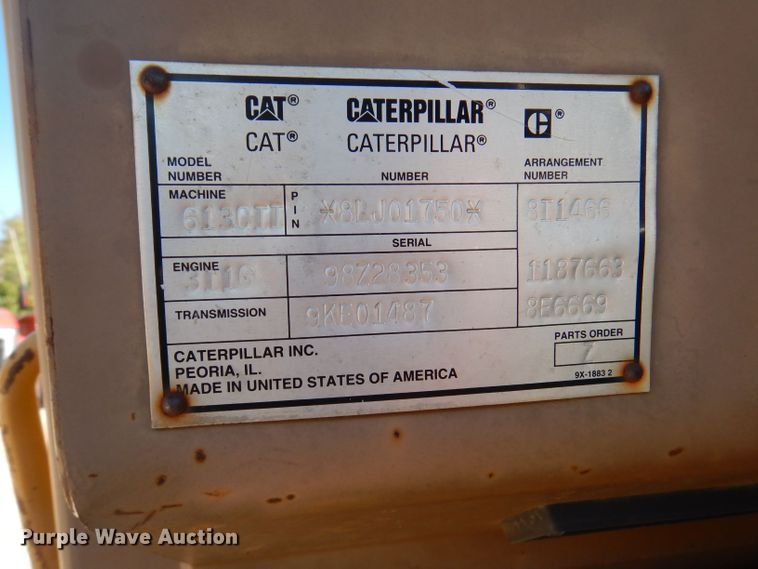 CAT® CATERPILLAR® C®
CAT® CATERPILLAR®
MODEL NUMBER NUMBER ARRANGEMENT NUMBER
MACHINE 613CII PIN *8LJ01750* 8T1466
SERIAL
ENGINE 3116 98Z28353 1187663
TRANSMISSION 9KB01487 8E6669
CATERPILLAR INC. PARTS ORDER
PEORIA, IL. Z
MADE IN UNITED STATES OF AMERICA 9X-1883 2
Purple Wave Auction